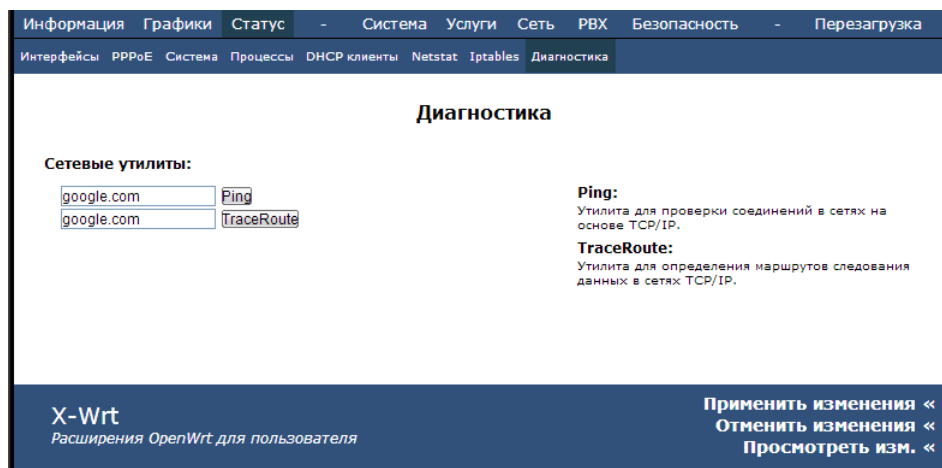 Информация Графики Статус - Система Услуги Сеть PBX Безопасность - Перезагрузка
Интерфейсы PPPoE Система Процессы DHCP клиенты Netstat Iptables Диагностика
Диагностика
Сетевые утилиты:
google.com Ping
google.com TraceRoute
Ping:
Утилита для проверки соединений в сетях на
основе TCP/IP.
TraceRoute:
Утилита для определения маршрутов следования
данных в сетях TCP/IP.
X-Wrt
Расширения OpenWrt для пользователя
Применить изменения «
Отменить изменения «
Просмотреть изм. «